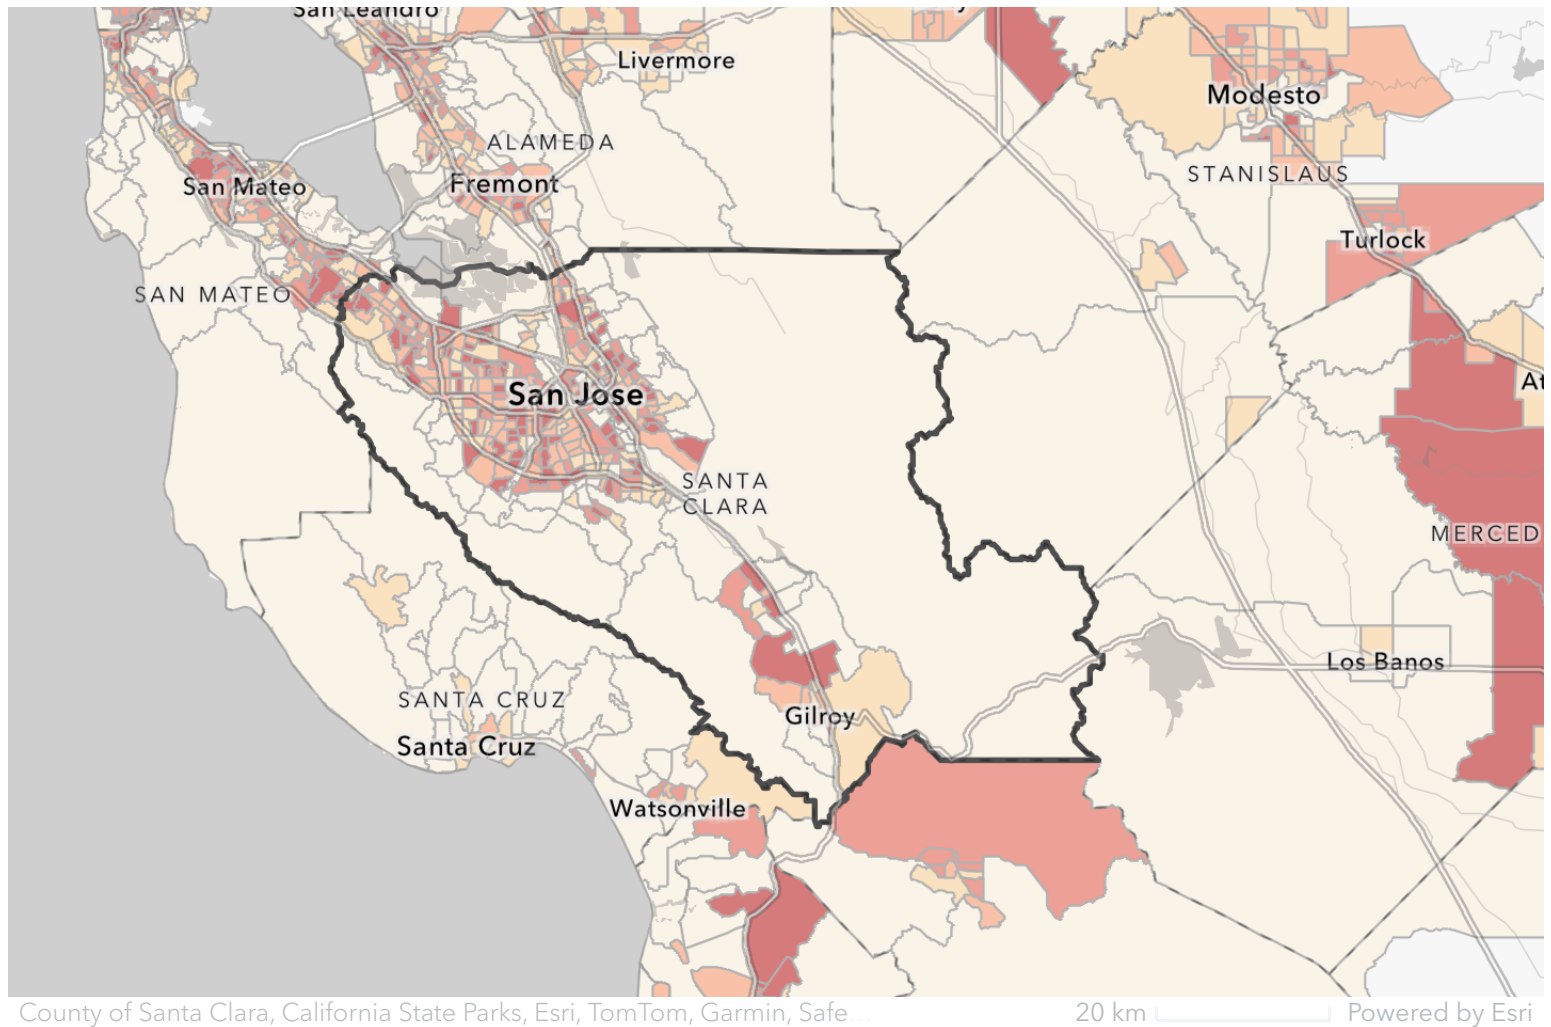 San Leandro
Livermore
Modesto
ALAMEDA
STANISLAUS
San Mateo
Fremont
Turlock
SAN MATEO
San Jose
SANTA
CLARA
MERCED
Los Banos
SANTA CRUZ
Gilroy
Santa Cruz
Watsonville
County of Santa Clara, California State Parks, Esri, TomTom, Garmin, Safe...
20 km
Powered by Esri